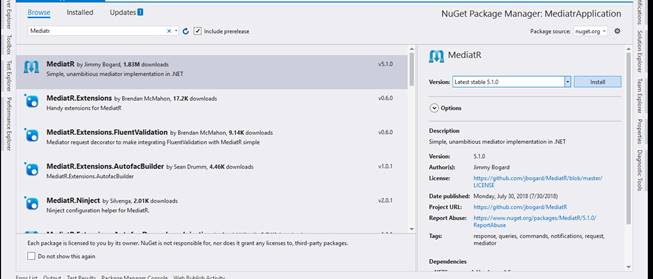 Browse Installed Updates 1
NuGet Package Manager: MediatrApplication
Mediatr
Include prerelease
Package source: nuget.org
MediatR by Jimmy Bogard, 1.83M downloads v5.1.0
Simple, unambitious mediator implementation in .NET
MediatR.Extensions by Brendan McMahon, 17.2K downloads v0.6.0
Handy extensions for MediatR
MediatR.Extensions.FluentValidation by Brendan McMahon, 9.14K downloads v0.6.0
Mediator request decorator to make integrating FluentValidation with MediatR simple
MediatR.Extensions.AutofacBuilder by Sean Drumm, 4.46K downloads v1.0.1
MediatR.Extensions.AutofacBuilder
MediatR.Ninject by Silvenga, 2.01K downloads v2.0.1
Ninject configuration helper for MediatR.
Each package is licensed to you by its owner. NuGet is not responsible for, nor does it grant any licenses to, third-party packages.
Do not show this again
MediatR
Version: Latest stable 5.1.0 Install
Options
Description
Simple, unambitious mediator implementation in .NET
Version: 5.1.0
Author(s): Jimmy Bogard
License: https://github.com/jbogard/MediatR/blob/master/
LICENSE
Date published: Monday, July 30, 2018 (7/30/2018)
Project URL: https://github.com/jbogard/MediatR
Report Abuse: https://www.nuget.org/packages/MediatR/5.1.0/
ReportAbuse
Tags: response, queries, commands, notifications, request,
mediator
Dependencies
Server Explorer
Toolbox
Test Explorer
Performance Explorer
Notifications
Solution Explorer
Team Explorer
Properties
Diagnostic Tools
Error List Output Test Results Package Manager Console Web Publish Activity